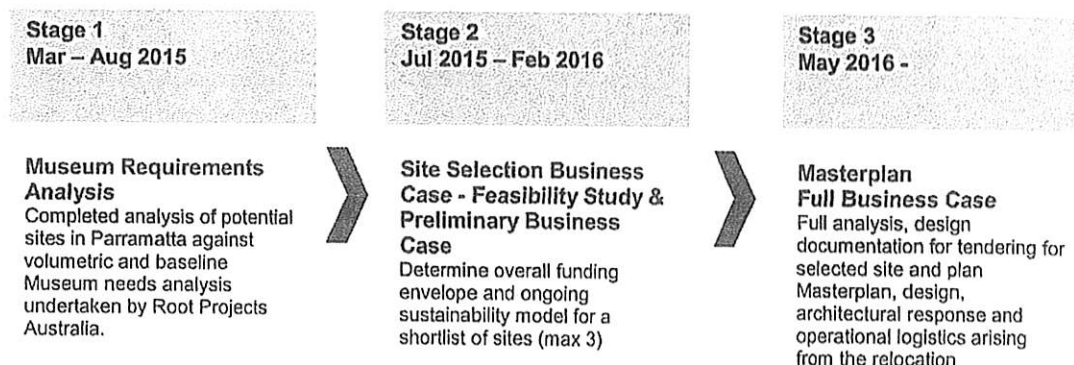 Stage 1
Mar – Aug 2015
Museum Requirements
Analysis
Completed analysis of potential
sites in Parramatta against
volumetric and baseline
Museum needs analysis
undertaken by Root Projects
Australia.
Stage 2
Jul 2015 – Feb 2016
Site Selection Business
Case - Feasibility Study &
Preliminary Business
Case
Determine overall funding
envelope and ongoing
sustainability model for a
shortlist of sites (max 3)
Stage 3
May 2016 -
Masterplan
Full Business Case
Full analysis, design
documentation for tendering for
selected site and plan
Masterplan, design,
architectural response and
operational logistics arising
from the relocation